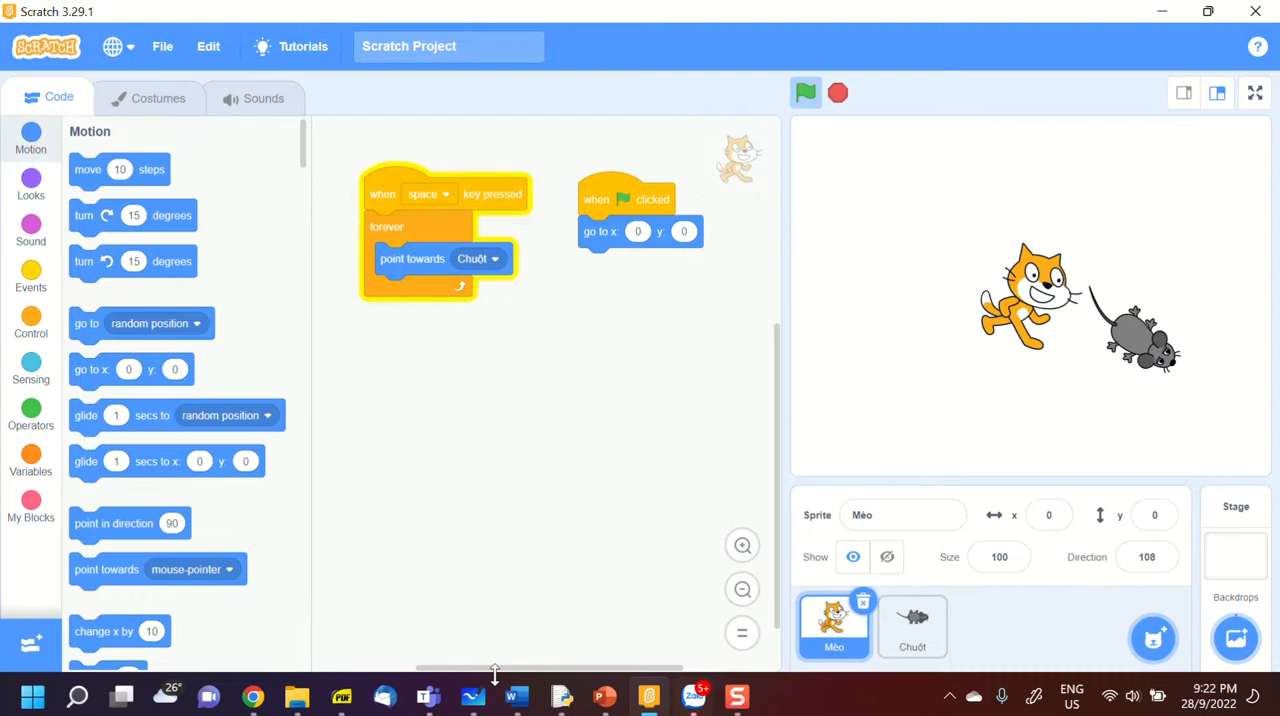 Scratch 3.29.1
SCRATCH File Edit Tutorials Scratch Project ?
Code Costumes Sounds
Motion
Looks
Sound
Events
Control
Sensing
Operators
Variables
My Blocks
Motion
move 10 steps
turn 15 degrees
turn 15 degrees
go to random position
go to x: 0 y: 0
glide 1 secs to random position
glide 1 secs to x: 0 y: 0
point in direction 90
point towards mouse-pointer
change x by 10
when space key pressed
forever
point towards Chuột
when clicked
go to x: 0 y: 0
Sprite Mèo x 0 y 0
Show Size 100 Direction 108
Mèo
Chuột
Stage
Backdrops
26°
PDF
Zalo
5+
ENG
US
9:22 PM
28/9/2022